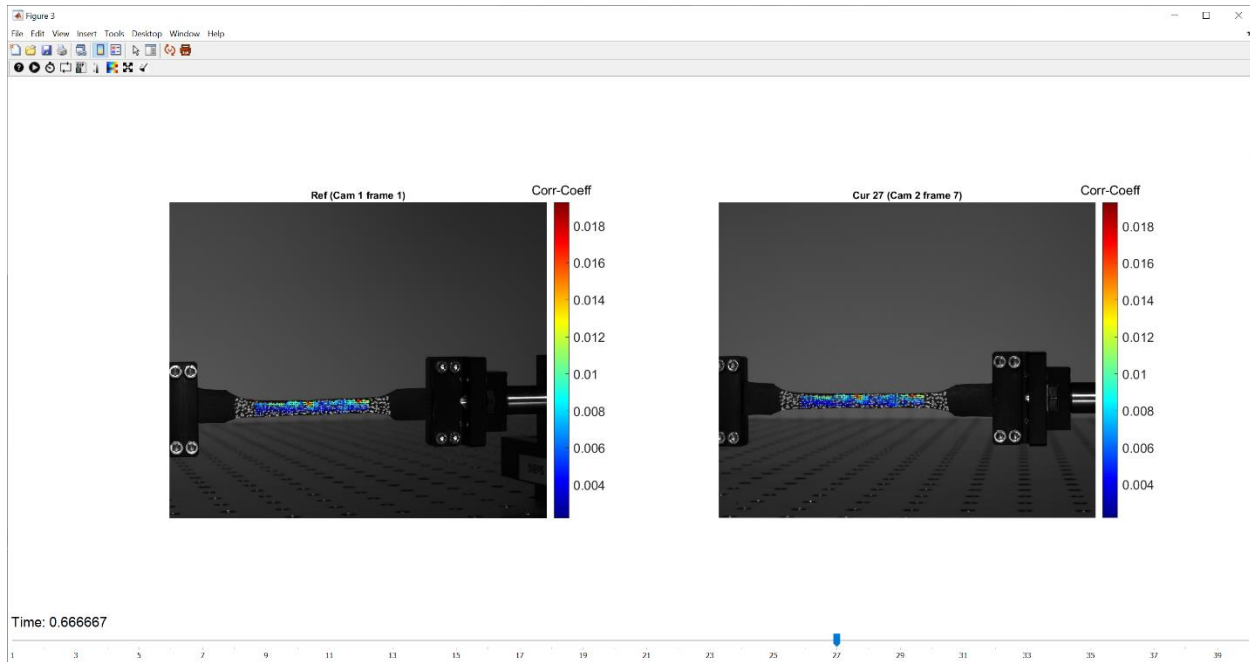 Figure 3
File Edit View Insert Tools Desktop Window Help
Ref (Cam 1 frame 1)
Corr-Coeff
0.018
0.016
0.014
0.012
0.01
0.008
0.006
0.004
Cur 27 (Cam 2 frame 7)
Corr-Coeff
0.018
0.016
0.014
0.012
0.01
0.008
0.006
0.004
Time: 0.666667
1 3 5 7 9 11 13 15 17 19 21 23 25 27 29 31 33 35 37 39